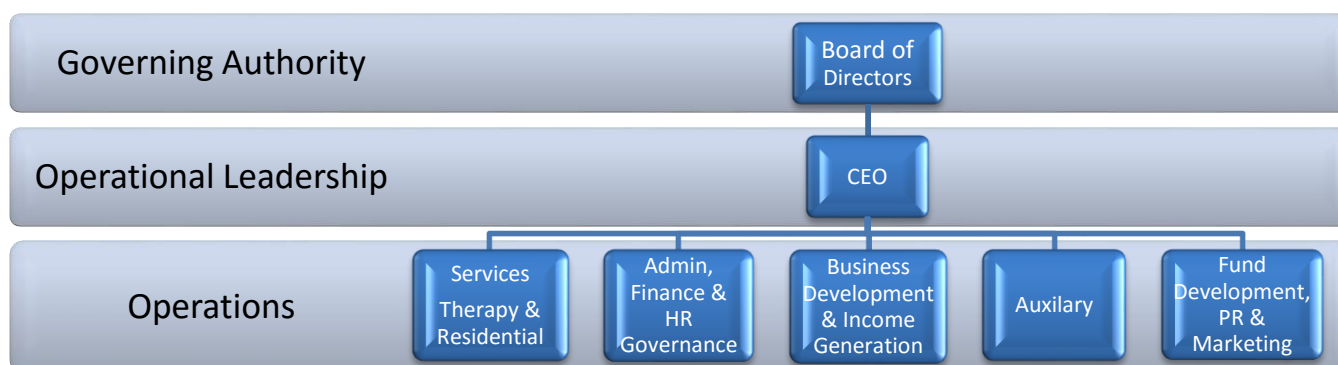 Governing Authority
Board of
Directors
Operational Leadership
CEO
Operations
Services
Therapy &
Residential
Admin,
Finance &
HR
Governance
Business
Development
& Income
Generation
Auxilary
Fund
Development,
PR &
Marketing